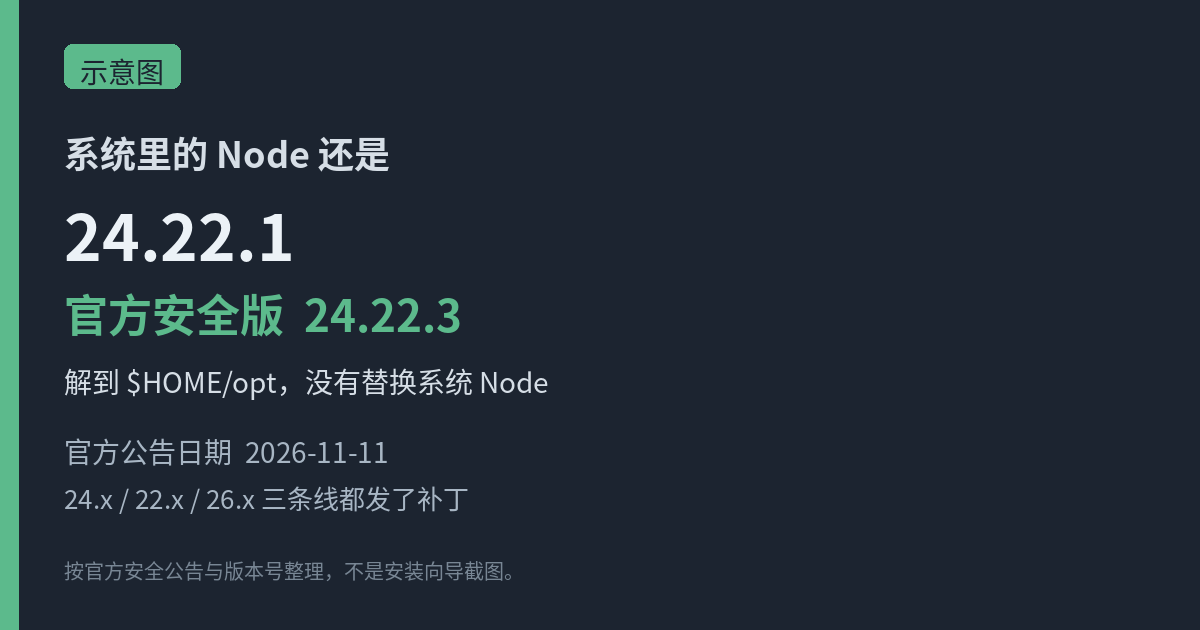 示意图
系统里的 Node 还是
24.22.1
官方安全版 24.22.3
解到 $HOME/opt，没有替换系统 Node
官方公告日期 2026-11-11
24.x / 22.x / 26.x 三条线都发了补丁
按官方安全公告与版本号整理，不是安装向导截图。